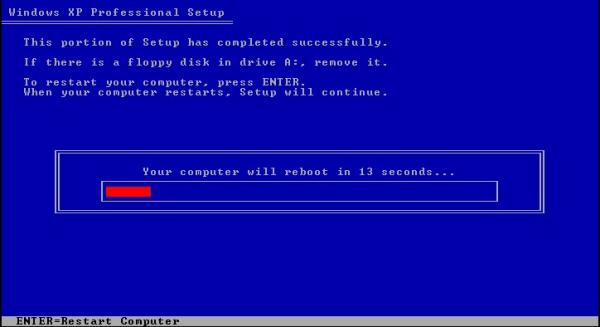 Windows XP Professional Setup
This portion of Setup has completed successfully.
If there is a floppy disk in drive A:, remove it.
To restart your computer, press ENTER.
When your computer restarts, Setup will continue.
Your computer will reboot in 13 seconds...
ENTER=Restart Computer